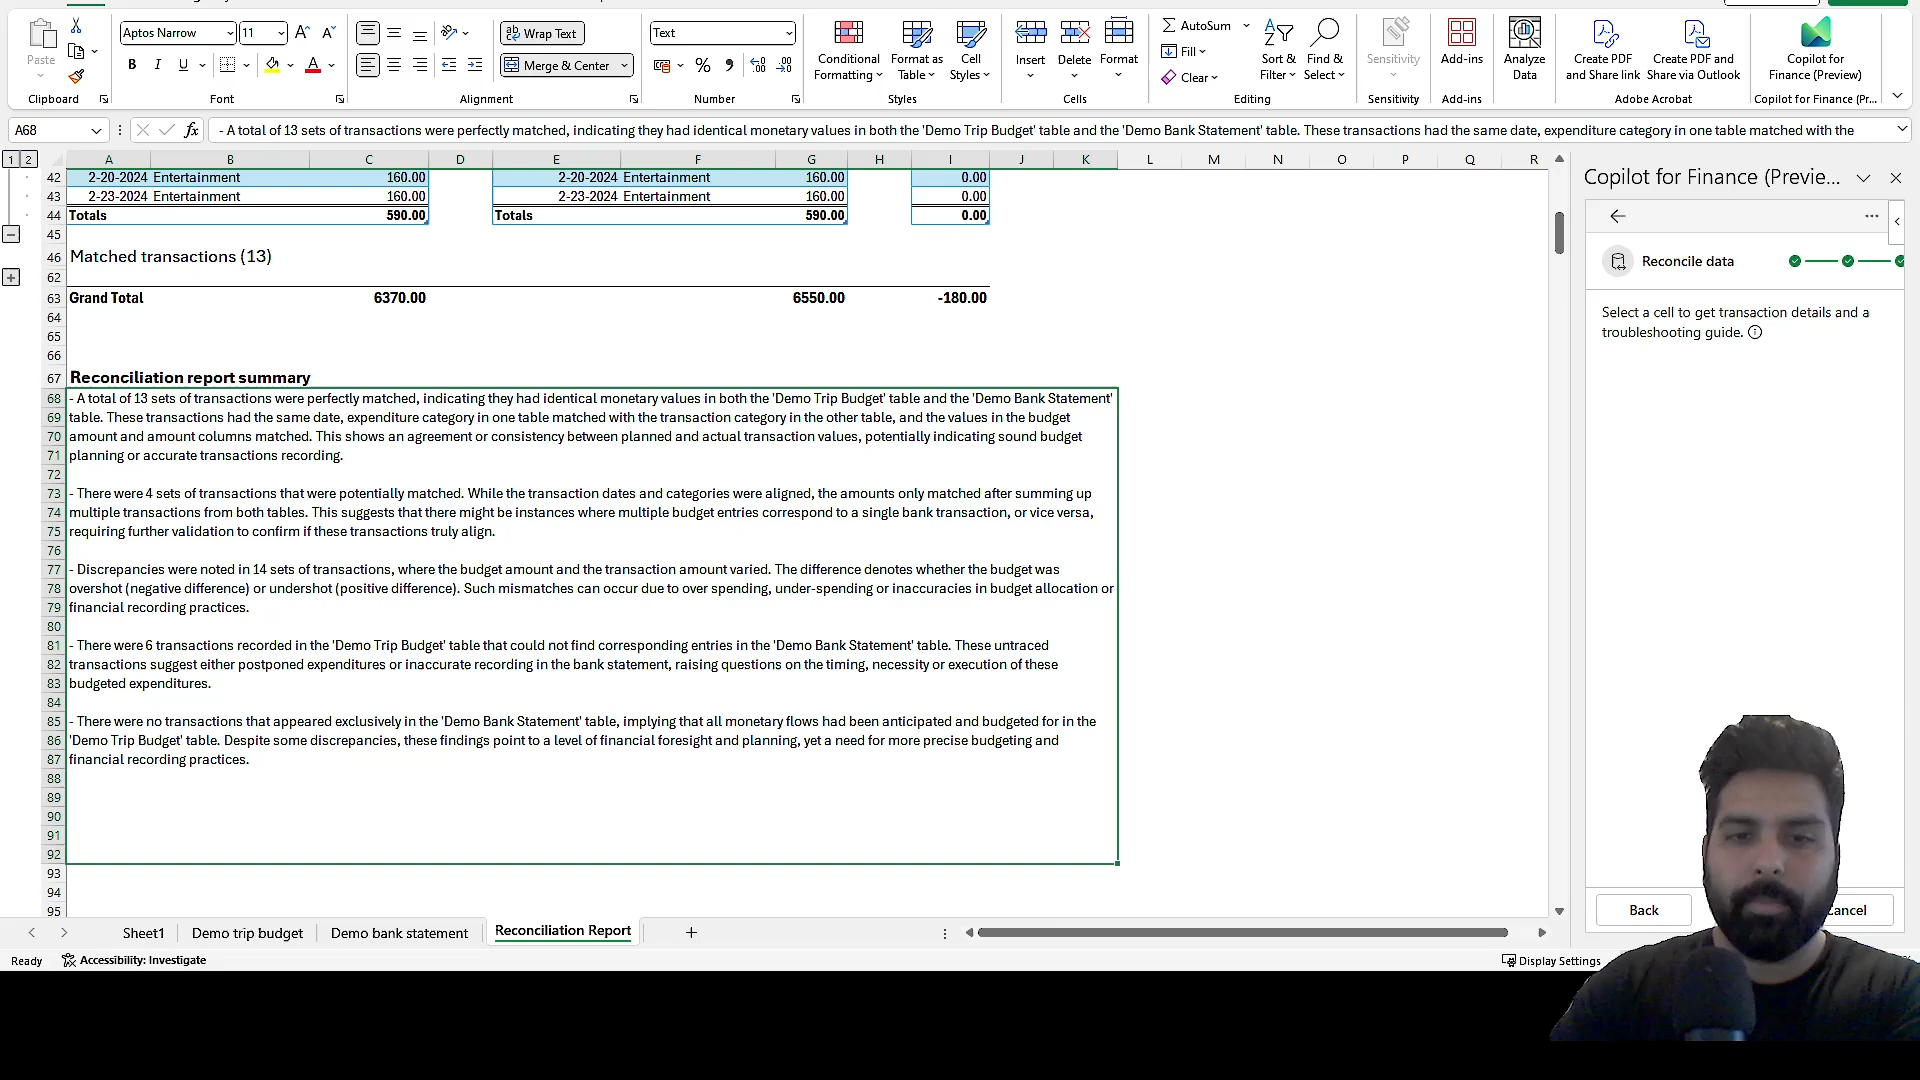 Paste
Clipboard
Aptos Narrow
11
A A
B I U
Font
Wrap Text
Merge & Center
Alignment
Text
%
Number
Conditional
Formatting
Format as
Table
Cell
Styles
Styles
Insert
Delete
Format
Cells
AutoSum
Fill
Clear
Sort &
Filter
Find &
Select
Editing
Sensitivity
Sensitivity
Add-ins
Add-ins
Analyze
Data
Create PDF
and Share link
Create PDF and
Share via Outlook
Adobe Acrobat
Copilot for
Finance (Preview)
Copilot for Finance (Pr...
A68
fx
- A total of 13 sets of transactions were perfectly matched, indicating they had identical monetary values in both the 'Demo Trip Budget' table and the 'Demo Bank Statement' table. These transactions had the same date, expenditure category in one table matched with the
1 2
A B C D E F G H I J K L M N O P Q R
42 2-20-2024 Entertainment 160.00 2-20-2024 Entertainment 160.00 0.00
43 2-23-2024 Entertainment 160.00 2-23-2024 Entertainment 160.00 0.00
44 Totals 590.00 Totals 590.00 0.00
45
46 Matched transactions (13)
62
63 Grand Total 6370.00 6550.00 -180.00
64
65
66
67 Reconciliation report summary
68 - A total of 13 sets of transactions were perfectly matched, indicating they had identical monetary values in both the 'Demo Trip Budget' table and the 'Demo Bank Statement'
69 table. These transactions had the same date, expenditure category in one table matched with the transaction category in the other table, and the values in the budget
70 amount and amount columns matched. This shows an agreement or consistency between planned and actual transaction values, potentially indicating sound budget
71 planning or accurate transactions recording.
72
73 - There were 4 sets of transactions that were potentially matched. While the transaction dates and categories were aligned, the amounts only matched after summing up
74 multiple transactions from both tables. This suggests that there might be instances where multiple budget entries correspond to a single bank transaction, or vice versa,
75 requiring further validation to confirm if these transactions truly align.
76
77 - Discrepancies were noted in 14 sets of transactions, where the budget amount and the transaction amount varied. The difference denotes whether the budget was
78 overshot (negative difference) or undershot (positive difference). Such mismatches can occur due to over spending, under-spending or inaccuracies in budget allocation or
79 financial recording practices.
80
81 - There were 6 transactions recorded in the 'Demo Trip Budget' table that could not find corresponding entries in the 'Demo Bank Statement' table. These untraced
82 transactions suggest either postponed expenditures or inaccurate recording in the bank statement, raising questions on the timing, necessity or execution of these
83 budgeted expenditures.
84
85 - There were no transactions that appeared exclusively in the 'Demo Bank Statement' table, implying that all monetary flows had been anticipated and budgeted for in the
86 'Demo Trip Budget' table. Despite some discrepancies, these findings point to a level of financial foresight and planning, yet a need for more precise budgeting and
87 financial recording practices.
88
89
90
91
92
93
94
95
Copilot for Finance (Previe...
Reconcile data
Select a cell to get transaction details and a
troubleshooting guide.
Back
Cancel
Sheet1
Demo trip budget
Demo bank statement
Reconciliation Report
Ready
Accessibility: Investigate
Display Settings